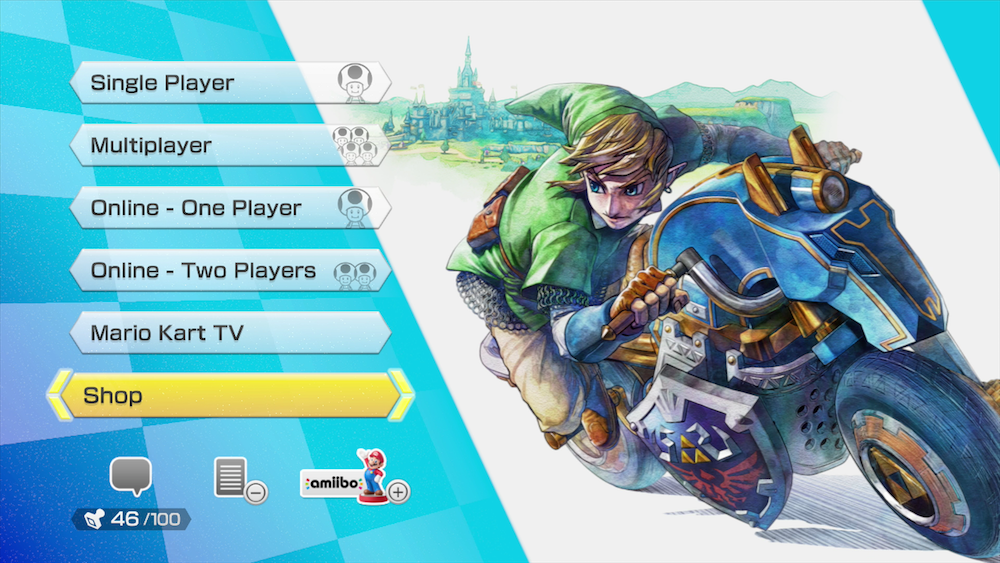 Single Player
Multiplayer
Online - One Player
Online - Two Players
Mario Kart TV
Shop
amiibo
46/100